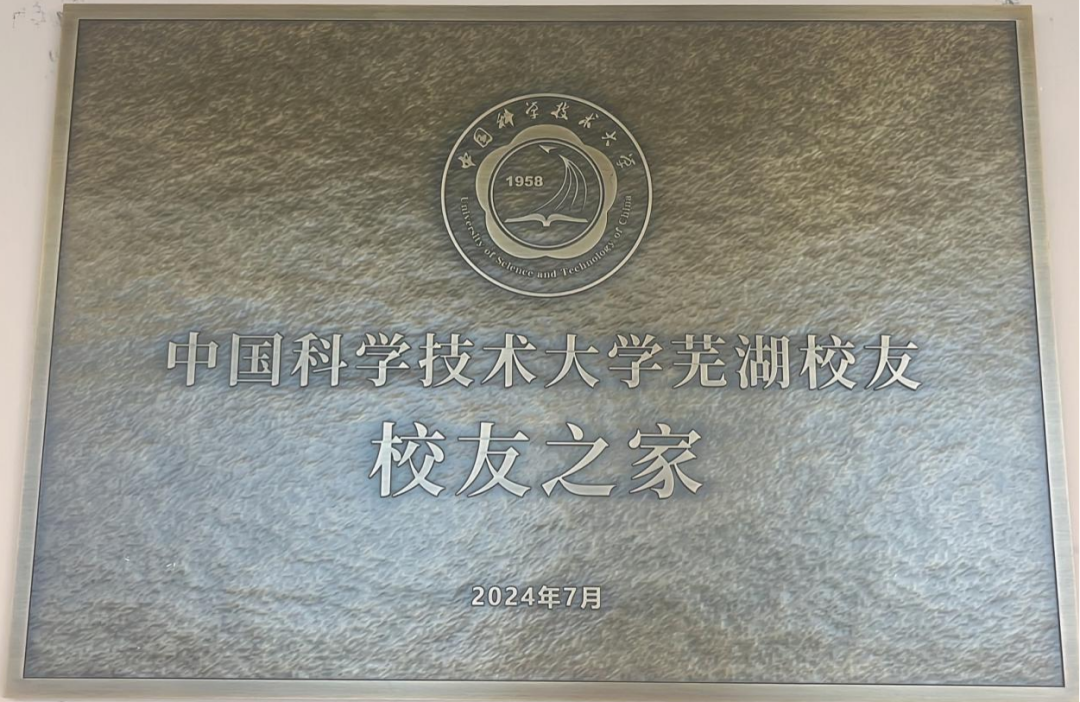 中国科学技术大学
1958
University of Science and Technology of China
中国科学技术大学芜湖校友
校友之家
2024年7月